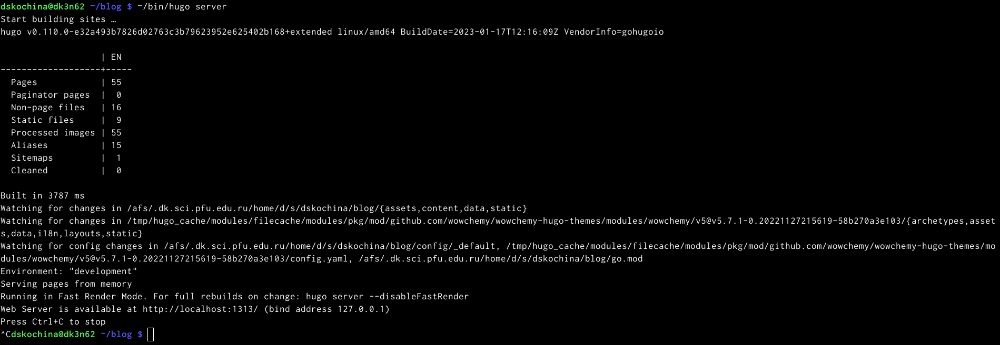 dskochina@dk3n62 ~/blog $ ~/bin/hugo server
Start building sites …
hugo v0.110.0-e32a493b7826d02763c3b79623952e625402b168+extended linux/amd64 BuildDate=2023-01-17T12:16:09Z VendorInfo=gohugoio
                   | EN
-------------------+-----
  Pages            | 55
  Paginator pages  |  0
  Non-page files   | 16
  Static files     |  9
  Processed images | 55
  Aliases          | 15
  Sitemaps         |  1
  Cleaned          |  0
Built in 3787 ms
Watching for changes in /afs/.dk.sci.pfu.edu.ru/home/d/s/dskochina/blog/{assets,content,data,static}
Watching for changes in /tmp/hugo_cache/modules/filecache/modules/pkg/mod/github.com/wowchemy/wowchemy-hugo-themes/modules/wowchemy/v5@v5.7.1-0.20221127215619-58b270a3e103/{archetypes,asset
s,data,i18n,layouts,static}
Watching for config changes in /afs/.dk.sci.pfu.edu.ru/home/d/s/dskochina/blog/config/_default, /tmp/hugo_cache/modules/filecache/modules/pkg/mod/github.com/wowchemy/wowchemy-hugo-themes/mo
dules/wowchemy/v5@v5.7.1-0.20221127215619-58b270a3e103/config.yaml, /afs/.dk.sci.pfu.edu.ru/home/d/s/dskochina/blog/go.mod
Environment: "development"
Serving pages from memory
Running in Fast Render Mode. For full rebuilds on change: hugo server --disableFastRender
Web Server is available at http://localhost:1313/ (bind address 127.0.0.1)
Press Ctrl+C to stop
^Cdskochina@dk3n62 ~/blog $